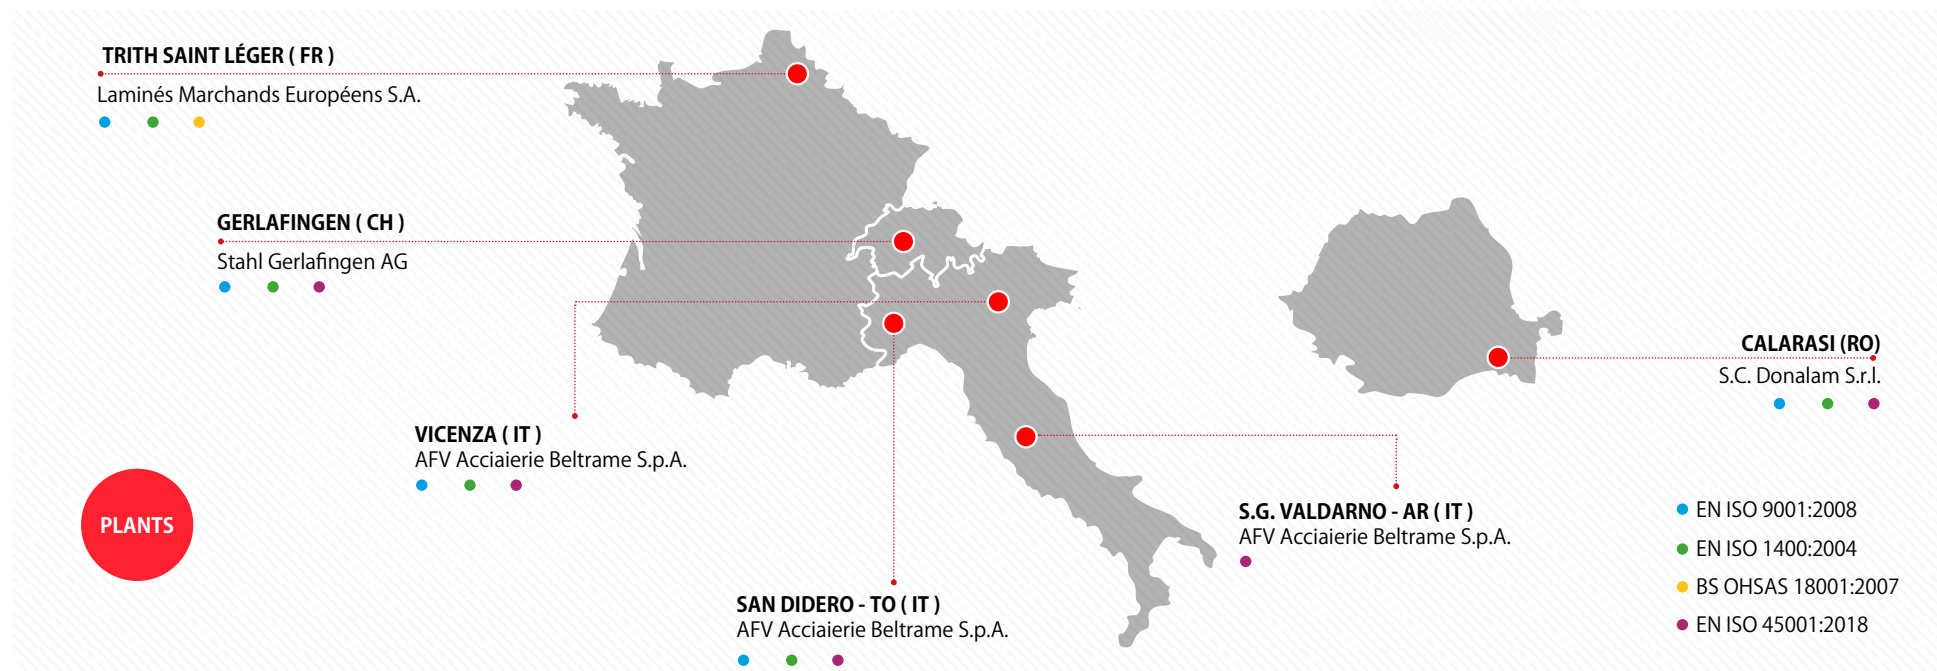 TRITH SAINT LÉGER ( FR )
Laminés Marchands Européens S.A.
GERLAFINGEN ( CH )
Stahl Gerlafingen AG
VICENZA ( IT )
AFV Acciaierie Beltrame S.p.A.
PLANTS
SAN DIDERO - TO ( IT )
AFV Acciaierie Beltrame S.p.A.
S.G. VALDARNO - AR ( IT )
AFV Acciaierie Beltrame S.p.A.
CALARASI (RO)
S.C. Donalam S.r.l.
EN ISO 9001:2008
EN ISO 1400:2004
BS OHSAS 18001:2007
EN ISO 45001:2018